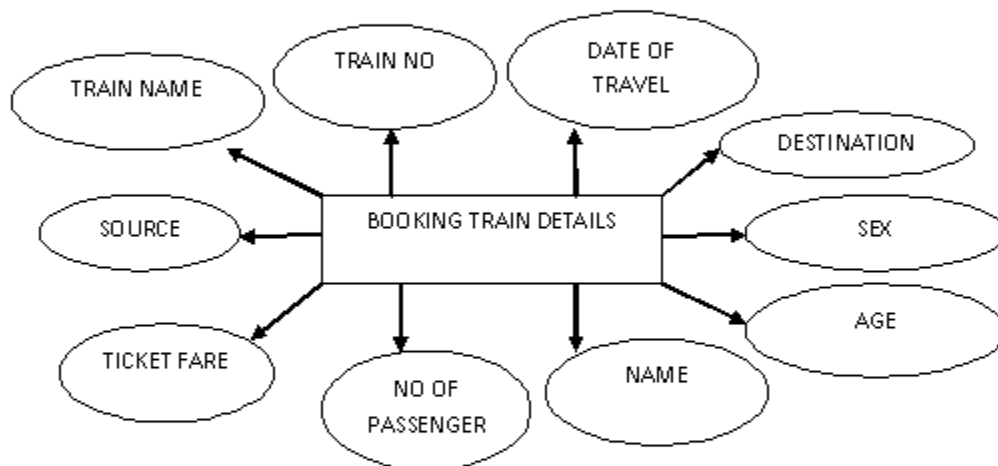 TRAIN NAME
TRAIN NO
DATE OF
TRAVEL
DESTINATION
SOURCE
BOOKING TRAIN DETAILS
SEX
TICKET FARE
NO OF
PASSENGER
NAME
AGE